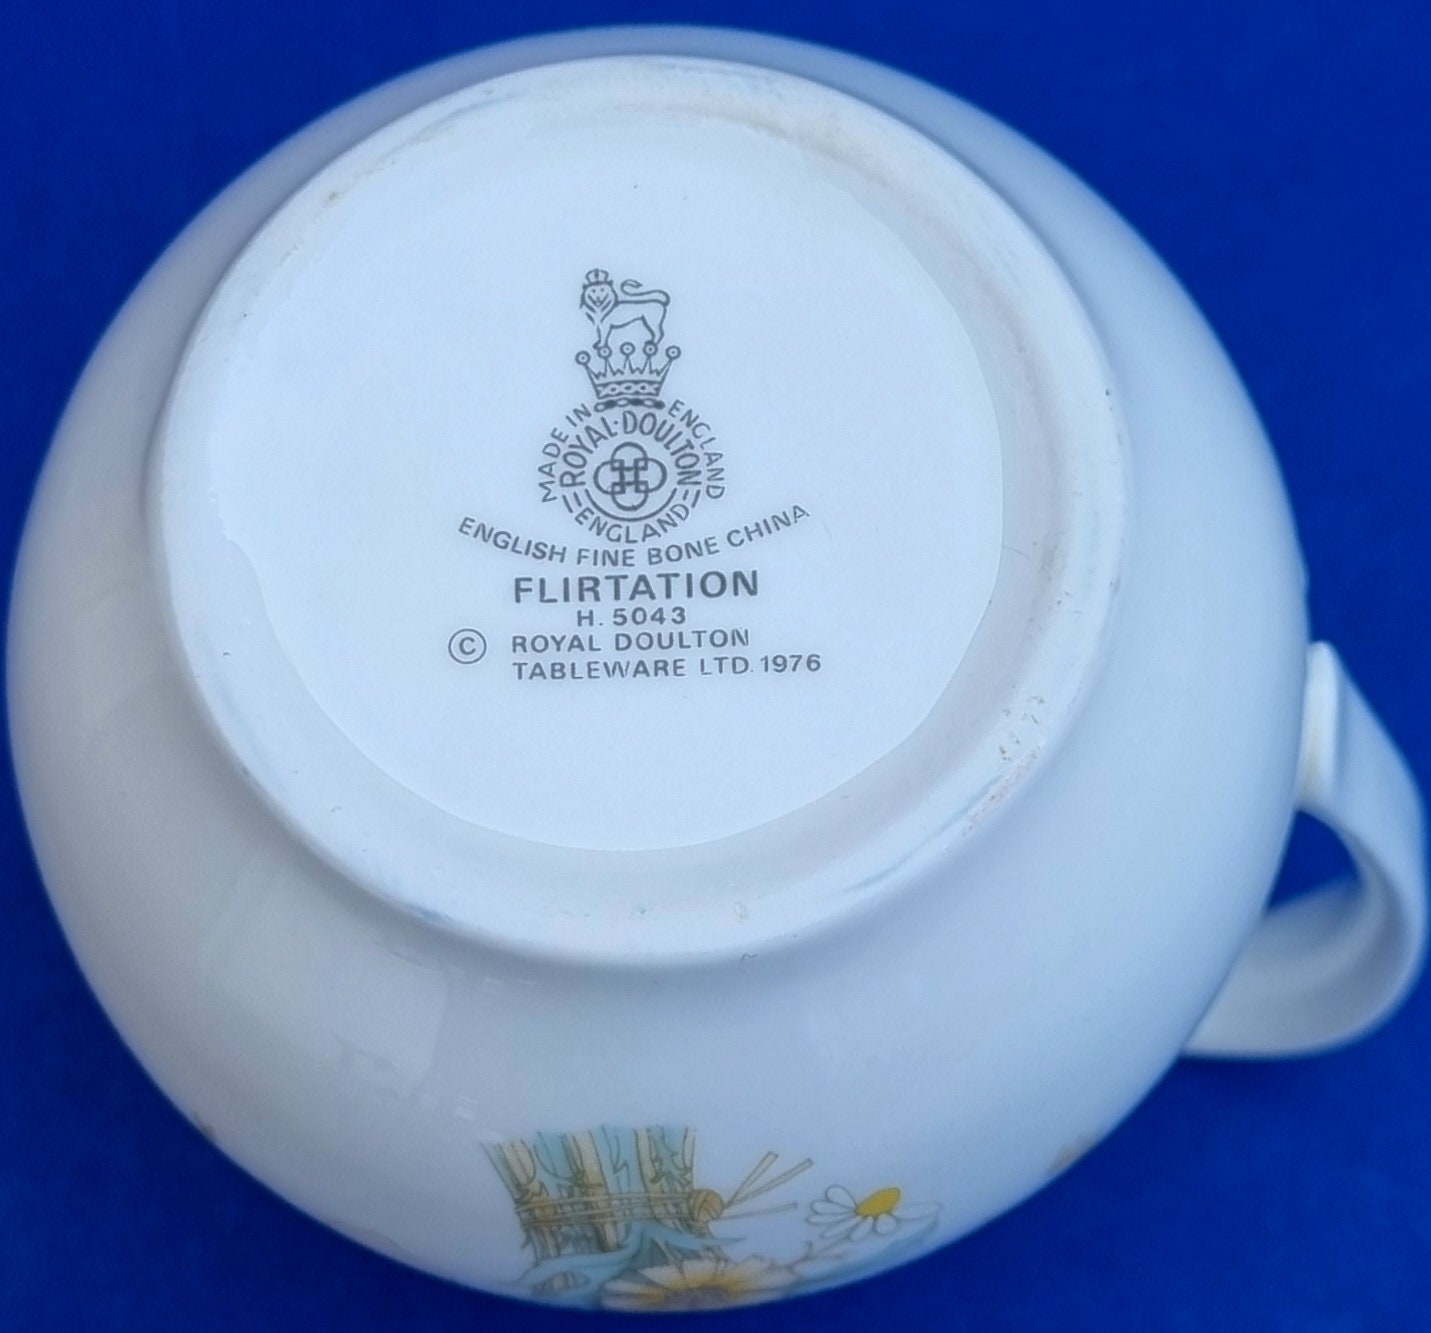 MADE IN ENGLAND
ROYAL·DOULTON
ENGLAND
ENGLISH FINE BONE CHINA
FLIRTATION
H. 5043
© ROYAL DOULTON
TABLEWARE LTD. 1976